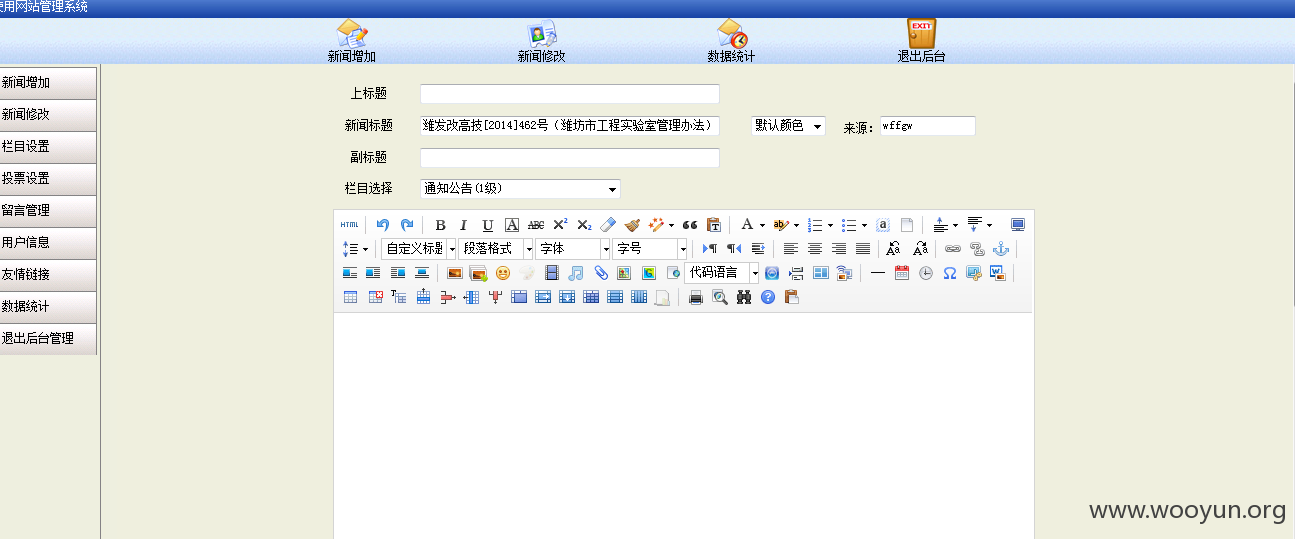 使用网站管理系统
新闻增加 新闻修改 数据统计 EXIT 退出后台
新闻增加
新闻修改
栏目设置
投票设置
留言管理
用户信息
友情链接
数据统计
退出后台管理
上标题
新闻标题 潍发改高技[2014]462号(潍坊市工程实验室管理办法) 默认颜色 来源: wffgw
副标题
栏目选择 通知公告(1级)
HTML B I U A ABC X² X₂ A ab a T
自定义标题 段落格式 字体 字号
代码语言
www.wooyun.org